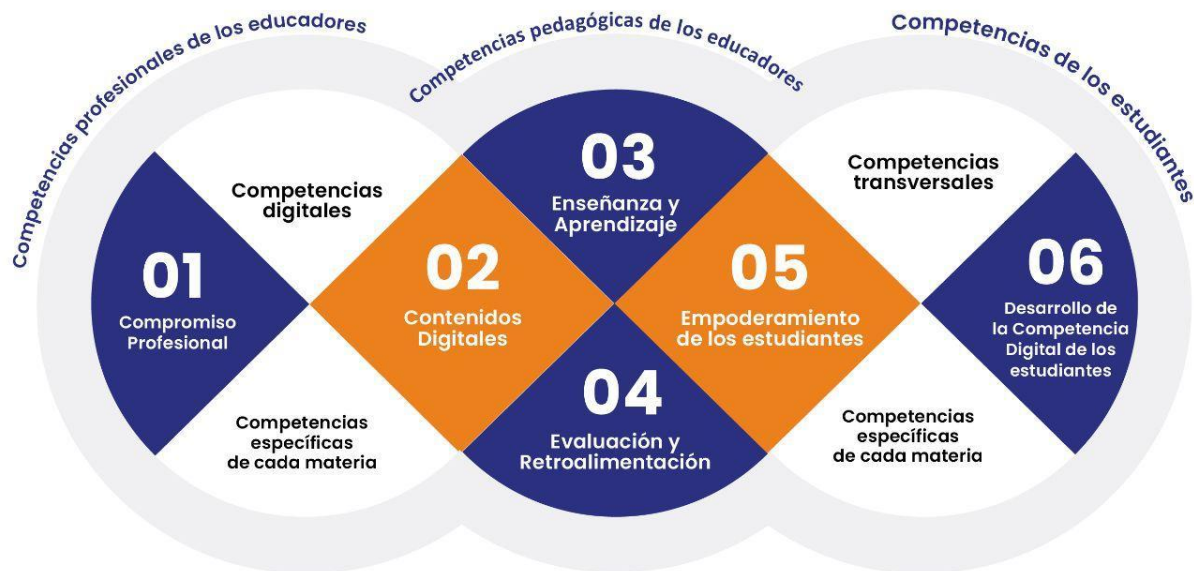 Competencias profesionales de los educadores
Competencias pedagógicas de los educadores
Competencias de los estudiantes
01
Compromiso
Profesional
Competencias
digitales
Competencias
específicas
de cada materia
02
Contenidos
Digitales
03
Enseñanza y
Aprendizaje
04
Evaluación y
Retroalimentación
05
Empoderamiento
de los estudiantes
Competencias
transversales
Competencias
específicas
de cada materia
06
Desarrollo de
la Competencia
Digital de los
estudiantes